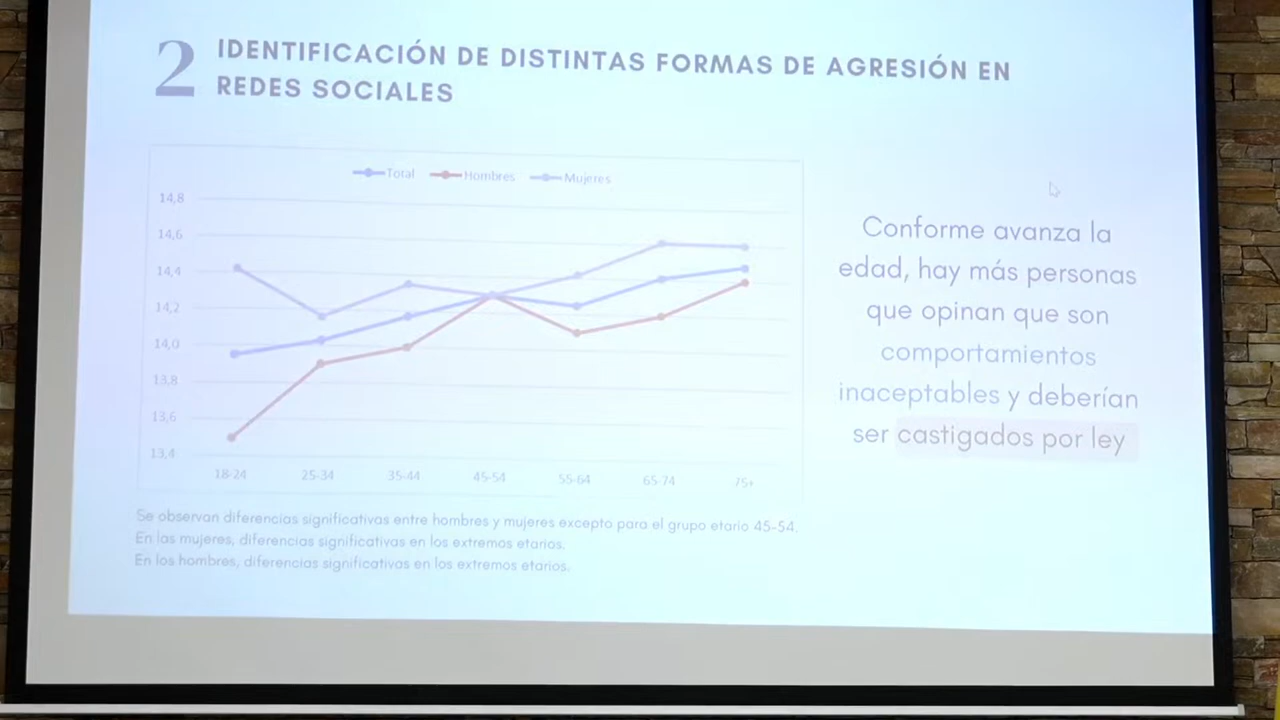 2
IDENTIFICACIÓN DE DISTINTAS FORMAS DE AGRESIÓN EN
REDES SOCIALES
Total Hombres Mujeres
14,8
14,6
14,4
14,2
14,0
13,8
13,6
13,4
18-24 25-34 35-44 45-54 55-64 65-74 75+
Conforme avanza la
edad, hay más personas
que opinan que son
comportamientos
inaceptables y deberían
ser castigados por ley
Se observan diferencias significativas entre hombres y mujeres excepto para el grupo etario 45-54.
En las mujeres, diferencias significativas en los extremos etarios.
En los hombres, diferencias significativas en los extremos etarios.